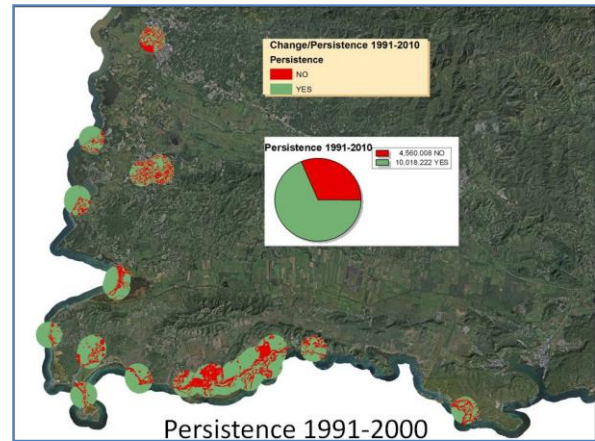 Change/Persistence 1991-2010
Persistence
NO
YES
Persistence 1991-2010
4,560.008 NO
10,018.222 YES
Persistence 1991-2000